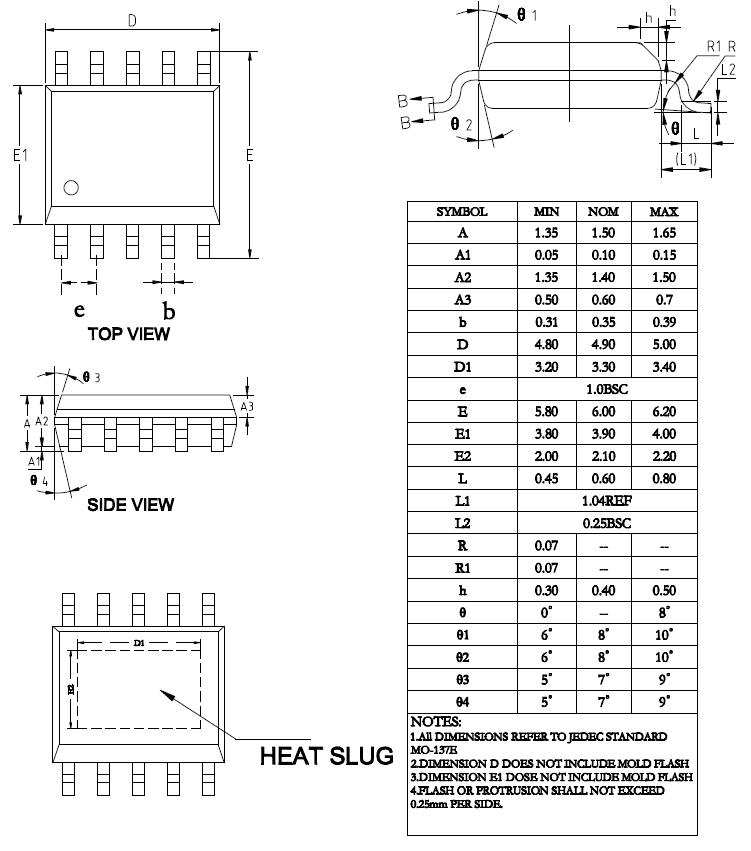 D
E1
E
e
b
TOP VIEW
θ 1
h
h
R1
R
L2
B
B
θ 2
θ
L
(L1)
θ 3
A
A2
A3
A1
θ 4
SIDE VIEW
D1
E2
HEAT SLUG
SYMBOL MIN NOM MAX
A 1.35 1.50 1.65
A1 0.05 0.10 0.15
A2 1.35 1.40 1.50
A3 0.50 0.60 0.7
b 0.31 0.35 0.39
D 4.80 4.90 5.00
D1 3.20 3.30 3.40
e 1.0BSC
E 5.80 6.00 6.20
E1 3.80 3.90 4.00
E2 2.00 2.10 2.20
L 0.45 0.60 0.80
L1 1.04REF
L2 0.25BSC
R 0.07 -- --
R1 0.07 -- --
h 0.30 0.40 0.50
θ 0° -- 8°
θ1 6° 8° 10°
θ2 6° 8° 10°
θ3 5° 7° 9°
θ4 5° 7° 9°
NOTES:
1.All DIMENSIONS REFER TO JEDEC STANDARD
MO-137E
2.DIMENSION D DOES NOT INCLUDE MOLD FLASH
3.DIMENSION E1 DOSE NOT INCLUDE MOLD FLASH
4.FLASH OR PROTRUSION SHALL NOT EXCEED
0.25mm PER SIDE.